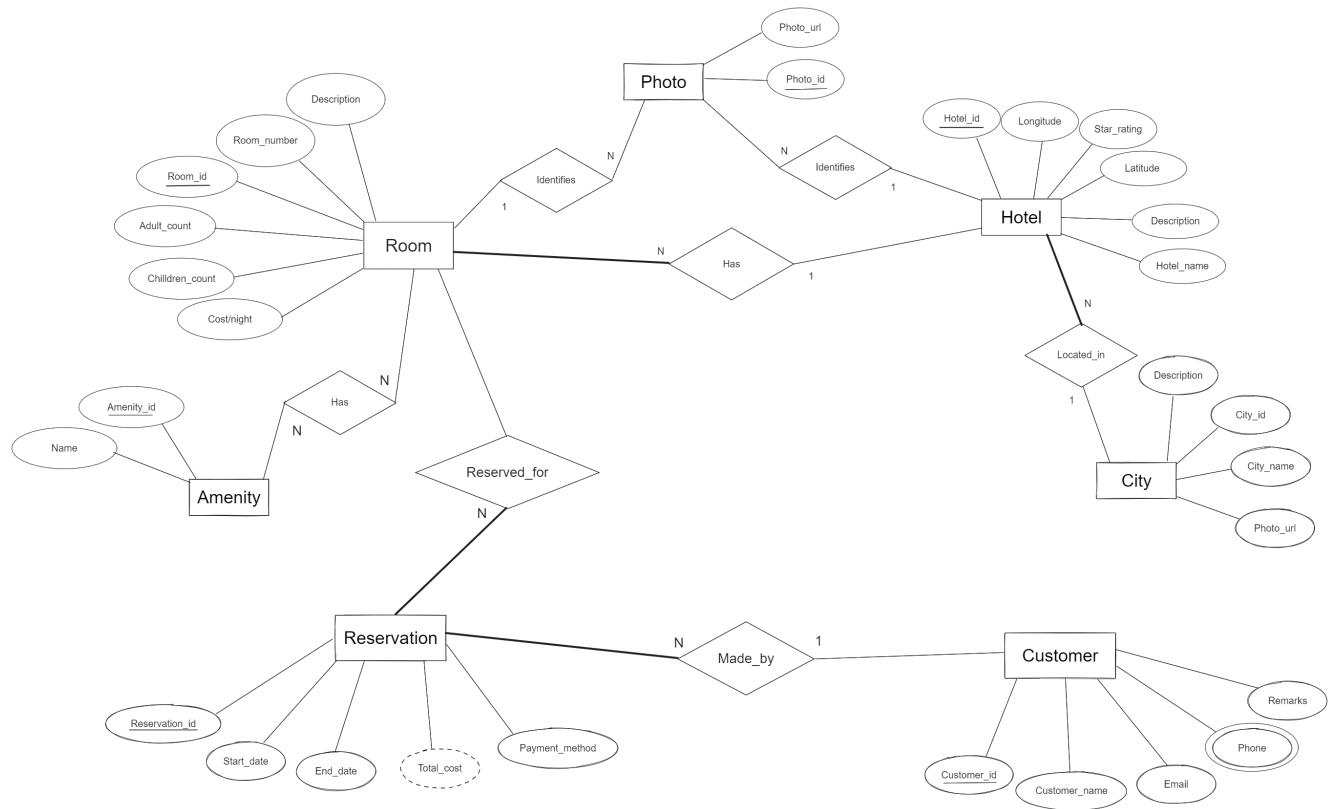 Photo_url
Photo
Photo_id
Description
Hotel_id
Longitude
Star_rating
Room_number
N
N
Identifies
Identifies
Latitude
Room_id
1
1
Hotel
Adult_count
Room
Description
N
Has
1
Hotel_name
Chilldren_count
Cost/night
N
Located_in
Description
N
Has
1
Amenity_id
City_id
N
Name
Reserved_for
City_name
City
Amenity
N
Photo_url
Reservation
N
Made_by
1
Customer
Remarks
Reservation_id
Payment_method
Phone
Start_date
End_date
Total_cost
Customer_id
Customer_name
Email